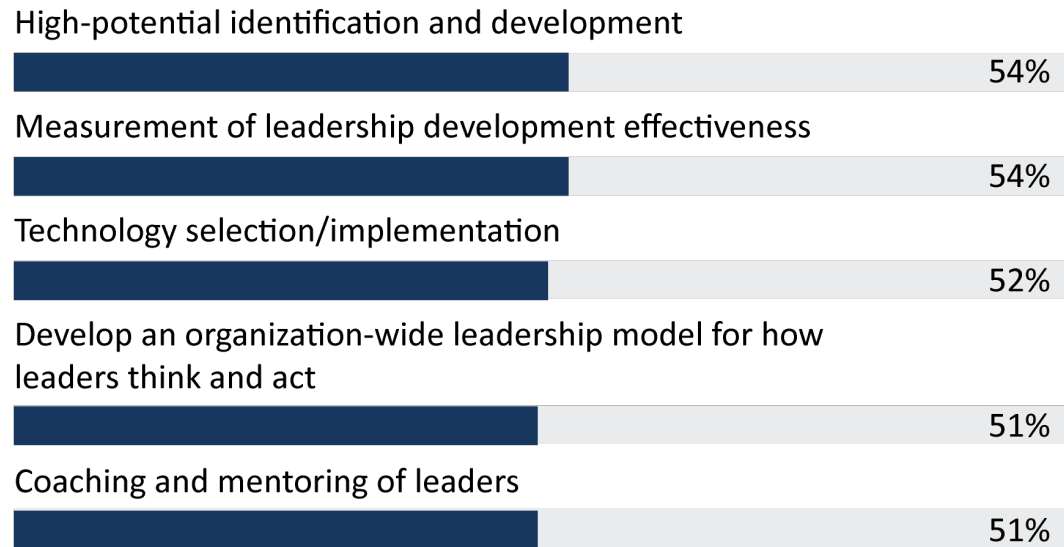 High-potential identification and development
54%
Measurement of leadership development effectiveness
54%
Technology selection/implementation
52%
Develop an organization-wide leadership model for how
leaders think and act
51%
Coaching and mentoring of leaders
51%